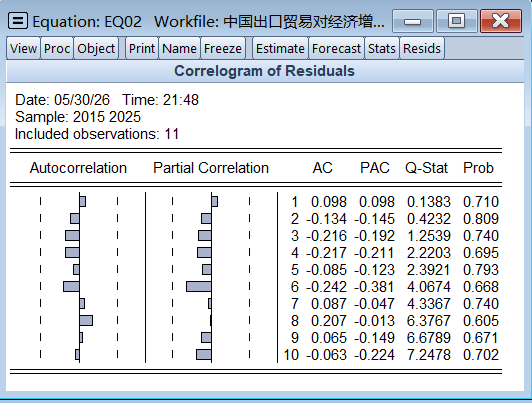 Equation: EQ02 Workfile: 中国出口贸易对经济增...
View Proc Object Print Name Freeze Estimate Forecast Stats Resids
Correlogram of Residuals
Date: 05/30/26 Time: 21:48
Sample: 2015 2025
Included observations: 11
Autocorrelation Partial Correlation AC PAC Q-Stat Prob
1 0.098 0.098 0.1383 0.710
2 -0.134 -0.145 0.4232 0.809
3 -0.216 -0.192 1.2539 0.740
4 -0.217 -0.211 2.2203 0.695
5 -0.085 -0.123 2.3921 0.793
6 -0.242 -0.381 4.0674 0.668
7 0.087 -0.047 4.3367 0.740
8 0.207 -0.013 6.3767 0.605
9 0.065 -0.149 6.6789 0.671
10 -0.063 -0.224 7.2478 0.702